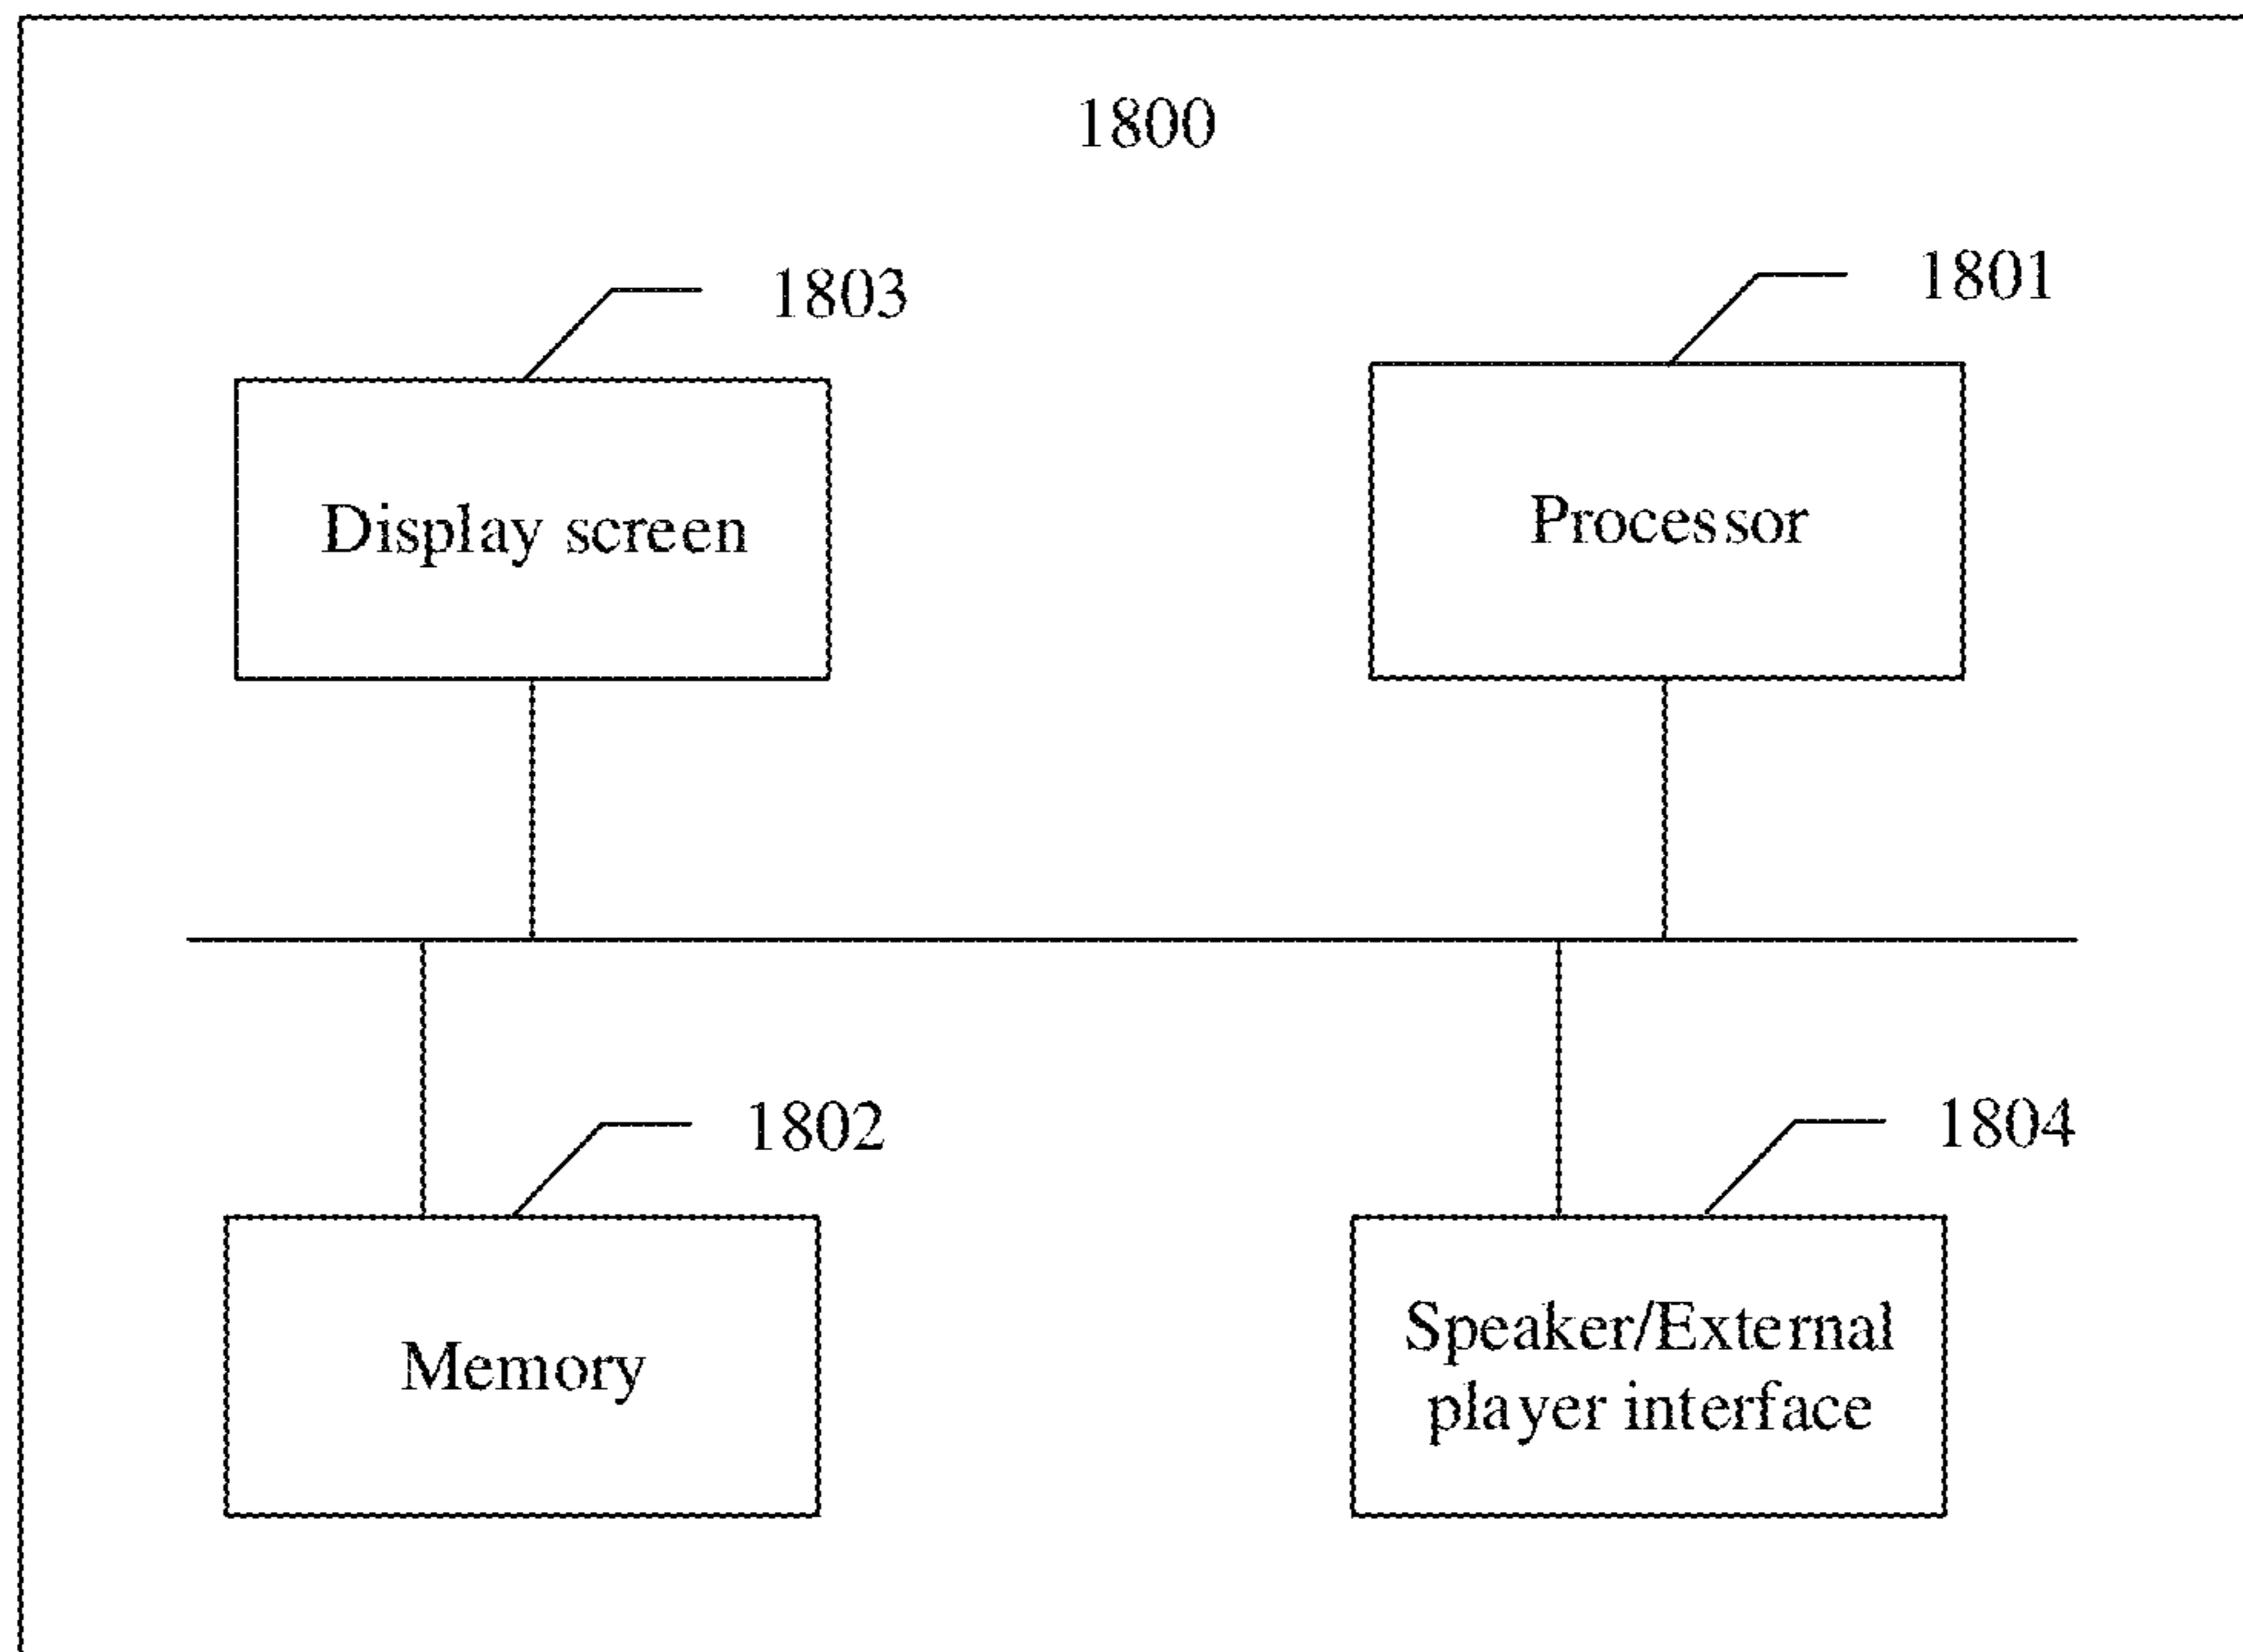 1800
1803
1801
Display screen
Processor
1802
1804
Memory
Speaker/External
player interface